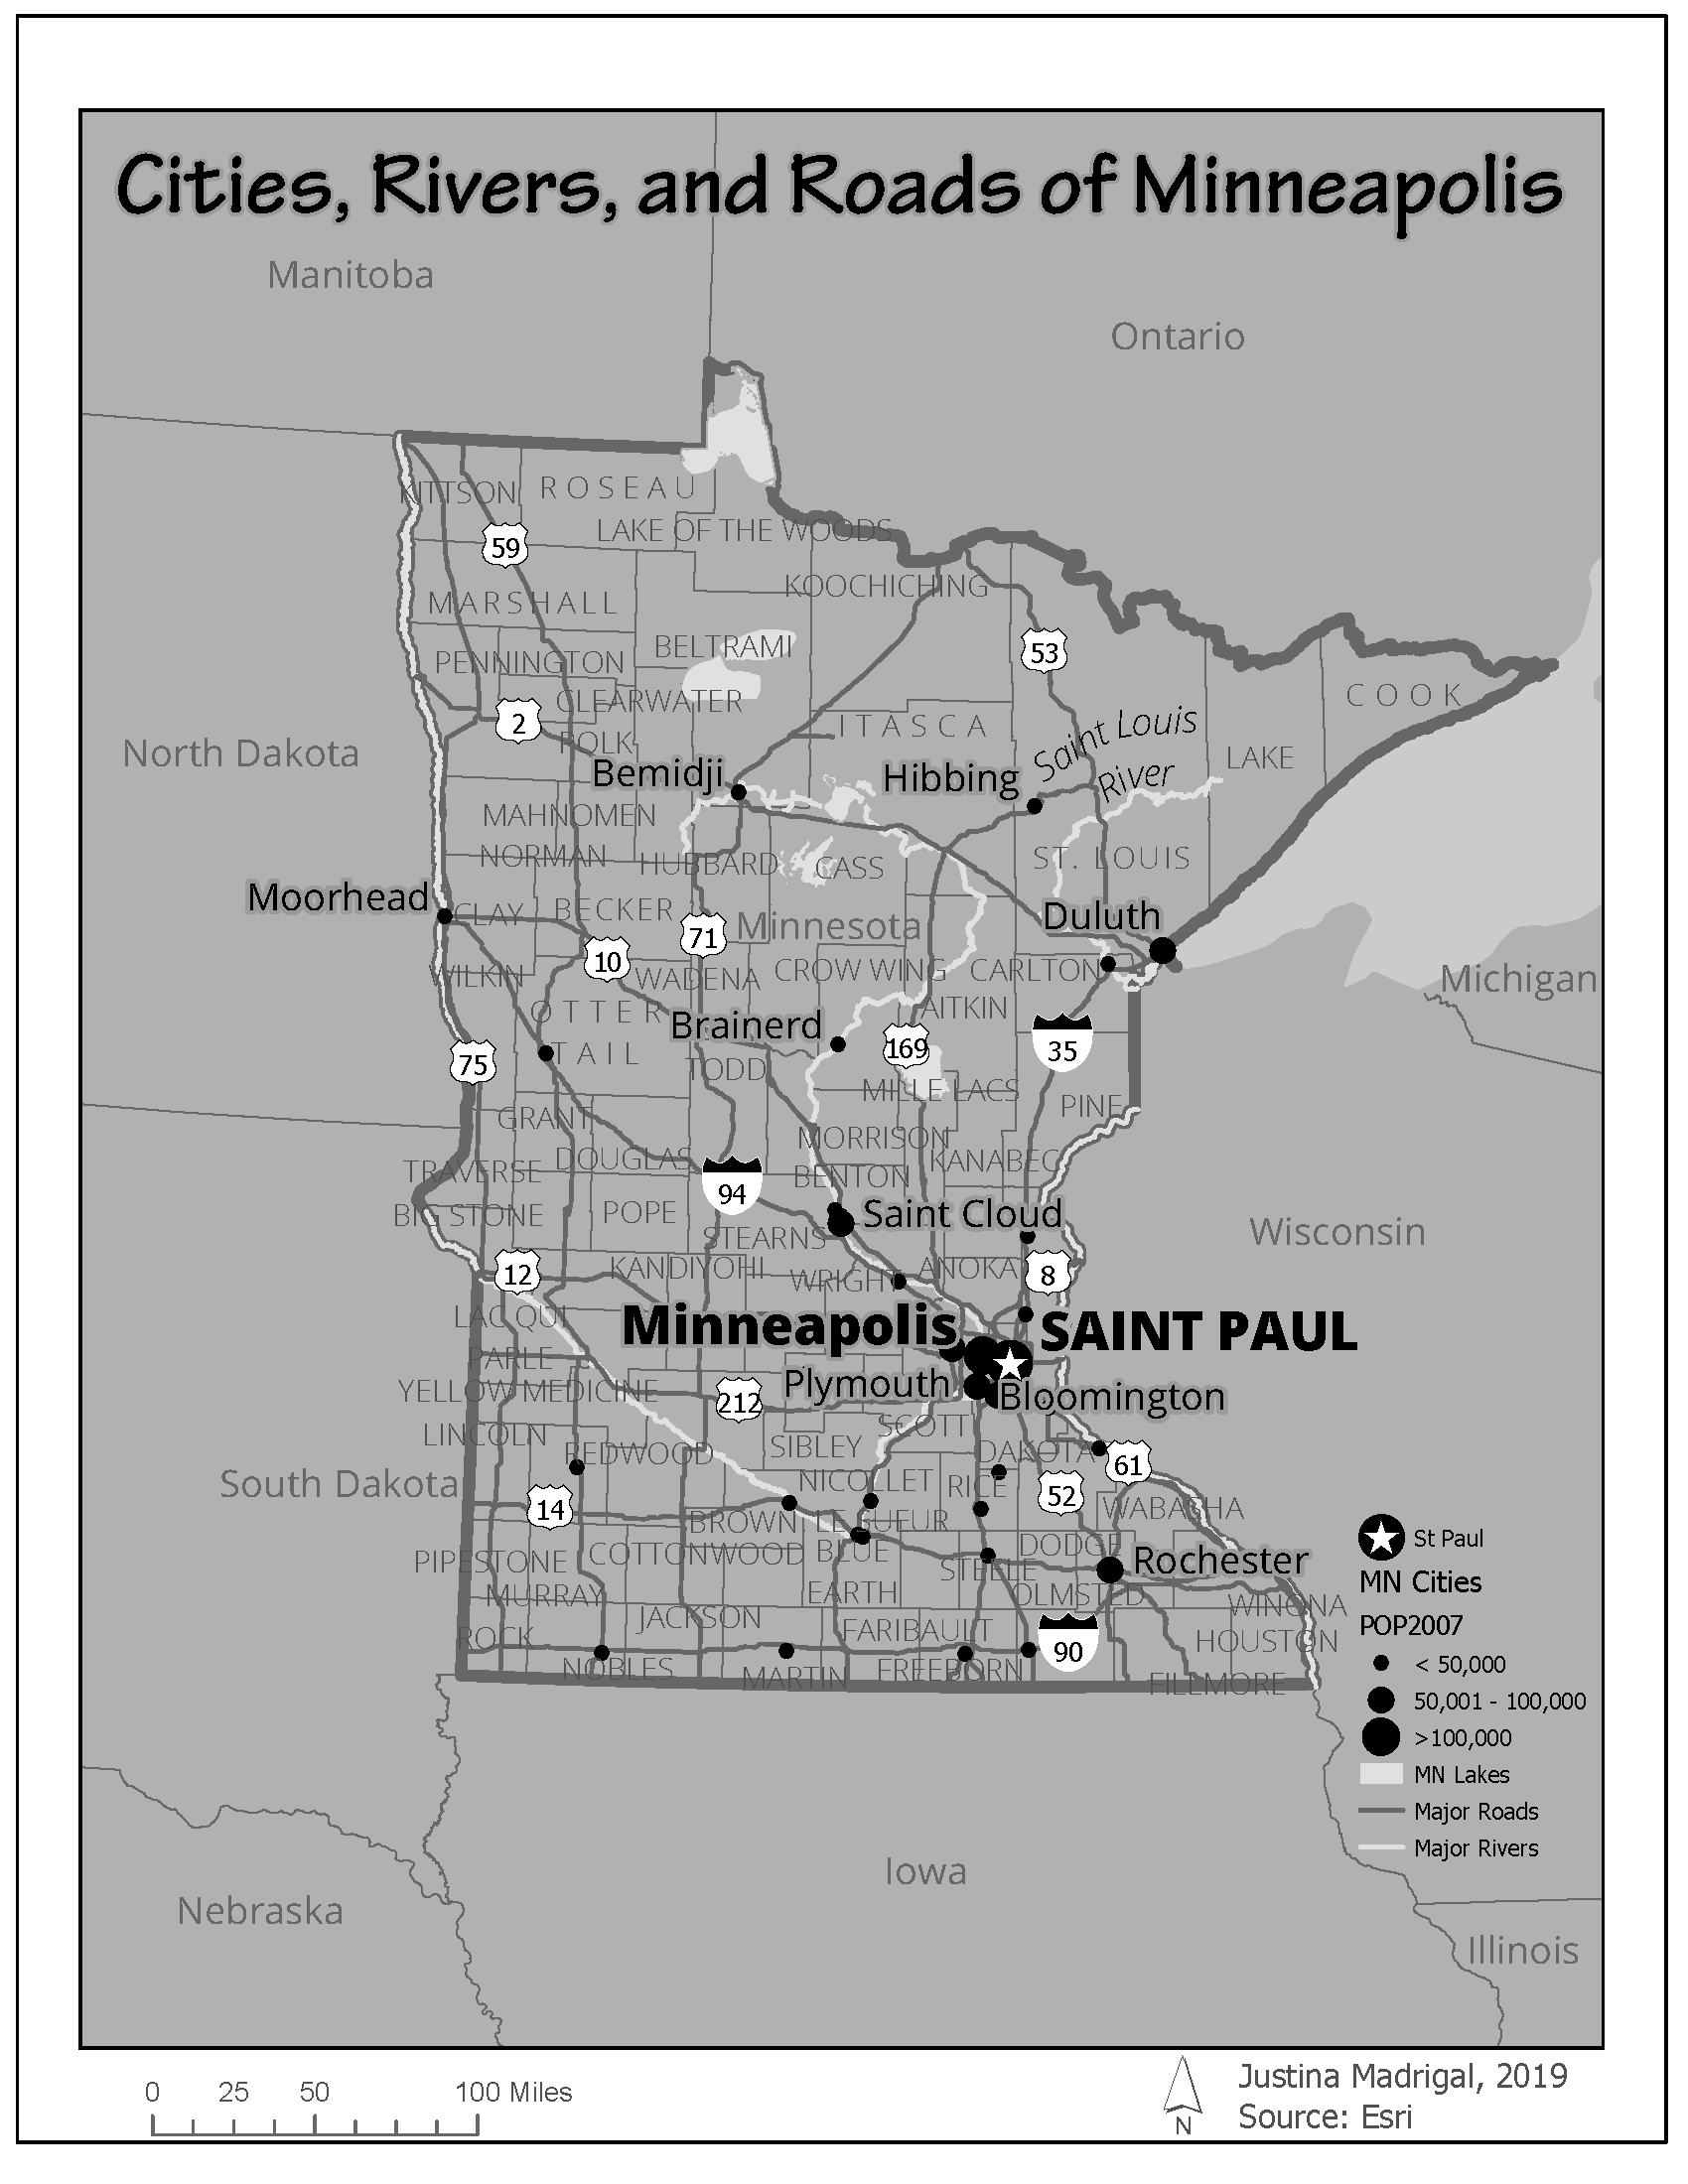 Cities, Rivers, and Roads of Minneapolis
Manitoba
Ontario
KITTSON
ROSEAU
LAKE OF THE WOODS
59
KOOCHICHING
MARSHALL
BELTRAMI
53
PENNINGTON
CLEARWATER
COOK
2
ITASCA
Saint Louis
River
POLK
North Dakota
LAKE
Bemidji
Hibbing
MAHNOMEN
NORMAN
HUBBARD
CASS
ST. LOUIS
Moorhead
CLAY
BECKER
71
Minnesota
Duluth
10
WILKIN
WADENA
CROW WING
CARLTON
Michigan
OTTER
TAIL
AITKIN
Brainerd
169
35
75
TODD
MILLE LACS
PINE
GRANT
MORRISON
DOUGLAS
KANABEC
TRAVERSE
94
BENTON
BIG STONE
POPE
Saint Cloud
STEARNS
Wisconsin
12
KANDIYOHI
WRIGHT
ANOKA
8
LAC QUI
PARLE
Minneapolis
SAINT PAUL
YELLOW MEDICINE
212
Plymouth
Bloomington
LINCOLN
REDWOOD
SIBLEY
SCOTT
DAKOTA
61
South Dakota
NICOLLET
RICE
52
14
WABASHA
BROWN
LE SUEUR
PIPESTONE
COTTONWOOD
BLUE
EARTH
STEELE
DODGE
Rochester
MURRAY
OLMSTED
WINONA
JACKSON
ROCK
FARIBAULT
90
HOUSTON
NOBLES
MARTIN
FREEBORN
FILLMORE
St Paul
MN Cities
POP2007
< 50,000
50,001 - 100,000
>100,000
MN Lakes
Major Roads
Major Rivers
Iowa
Nebraska
Illinois
0 25 50 100 Miles
N
Justina Madrigal, 2019
Source: Esri